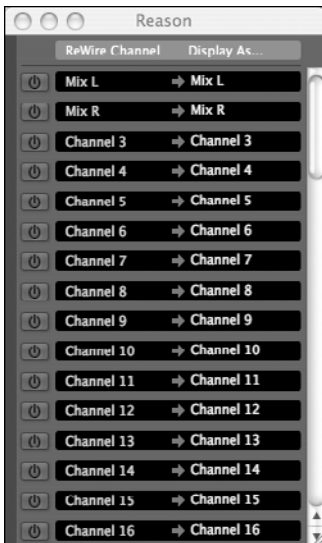 Reason
ReWire Channel Display As...
Mix L Mix L
Mix R Mix R
Channel 3 Channel 3
Channel 4 Channel 4
Channel 5 Channel 5
Channel 6 Channel 6
Channel 7 Channel 7
Channel 8 Channel 8
Channel 9 Channel 9
Channel 10 Channel 10
Channel 11 Channel 11
Channel 12 Channel 12
Channel 13 Channel 13
Channel 14 Channel 14
Channel 15 Channel 15
Channel 16 Channel 16